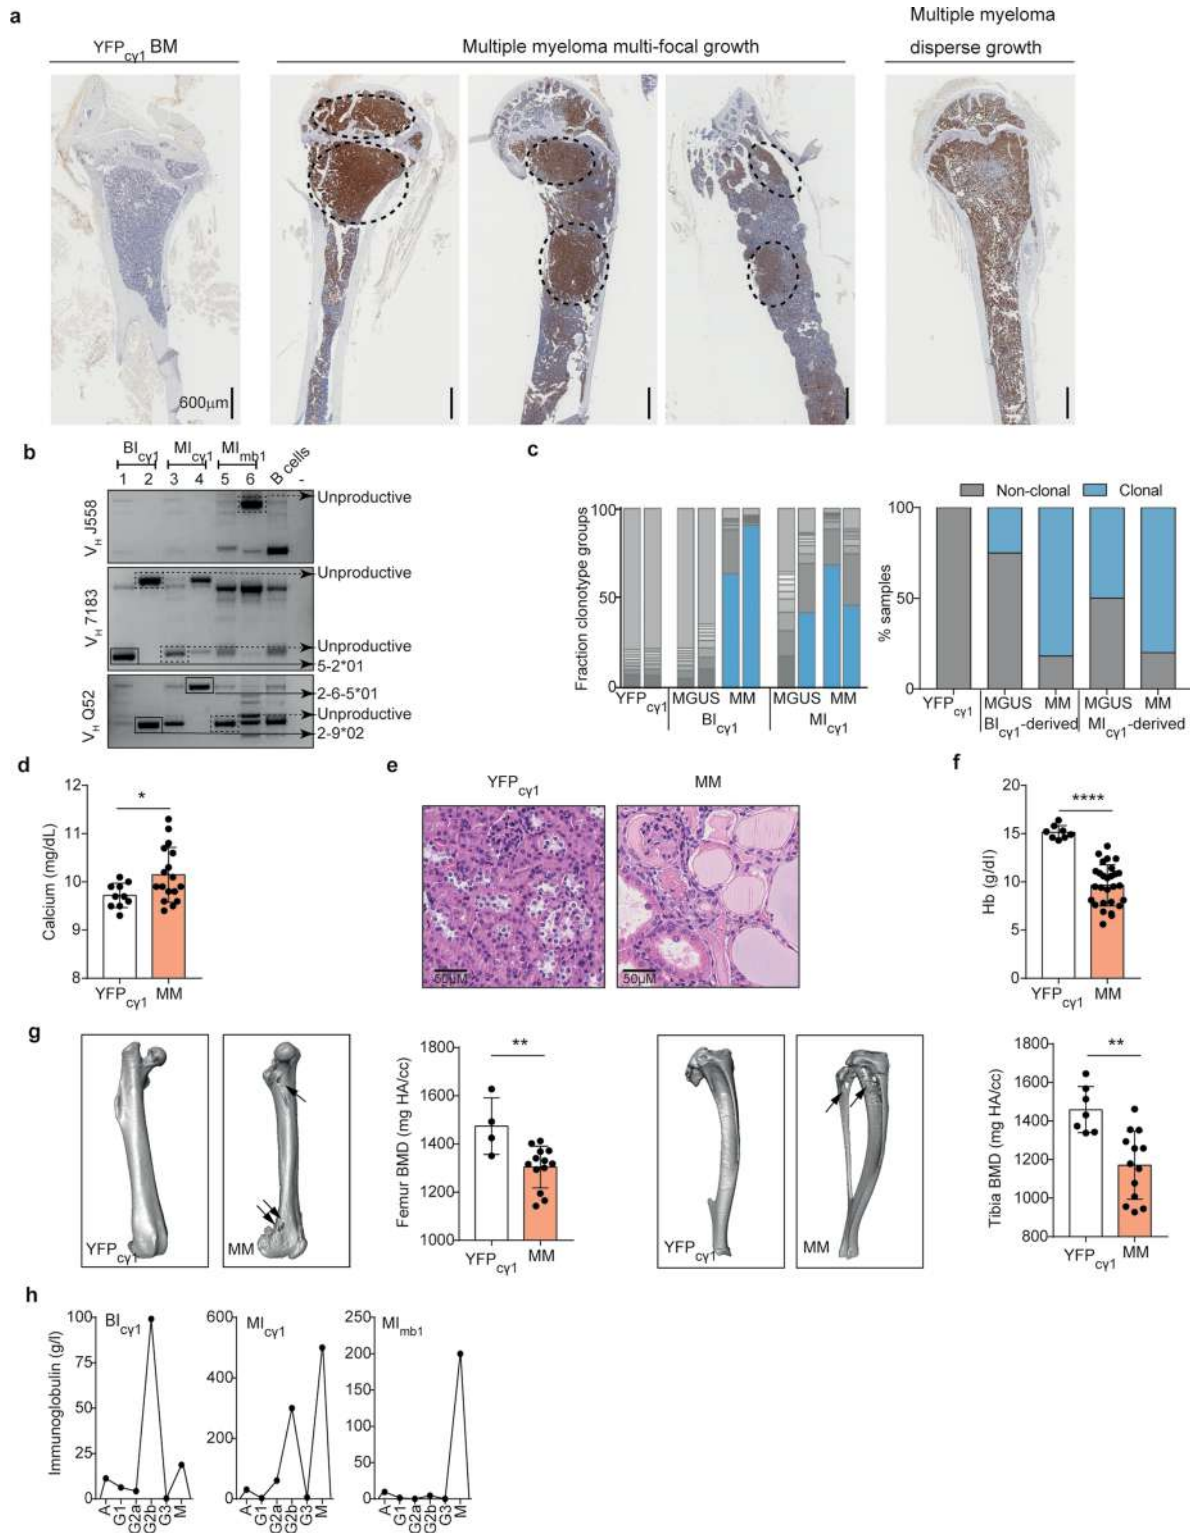 a
YFPcγ1 BM
Multiple myeloma multi-focal growth
Multiple myeloma
disperse growth
600μm
b
BIcγ1 MIcγ1 MImb1 B cells
1 2 3 4 5 6 -
VH J558
Unproductive
VH 7183
Unproductive
Unproductive
5-2*01
VH Q52
2-6-5*01
Unproductive
2-9*02
c
Fraction clonotype groups
100
50
0
YFPcγ1
MGUS MM
BIcγ1
MGUS MM
MIcγ1
Non-clonal Clonal
% samples
100
50
0
YFPcγ1
MGUS MM
BIcγ1-derived
MGUS MM
MIcγ1-derived
d
Calcium (mg/dL)
12
11
10
9
8
*
YFPcγ1 MM
e
YFPcγ1
MM
50μM
50μM
f
Hb (g/dl)
20
15
10
5
0
****
YFPcγ1 MM
g
YFPcγ1
MM
Femur BMD (mg HA/cc)
1800
1600
1400
1200
1000
**
YFPcγ1 MM
YFPcγ1
MM
Tibia BMD (mg HA/cc)
1800
1600
1400
1200
1000
800
**
YFPcγ1 MM
h
Immunoglobulin (g/l)
BIcγ1
100
75
50
25
0
A G1 G2a G2b G3 M
MIcγ1
600
400
200
0
A G1 G2a G2b G3 M
MImb1
250
200
150
100
50
0
A G1 G2a G2b G3 M